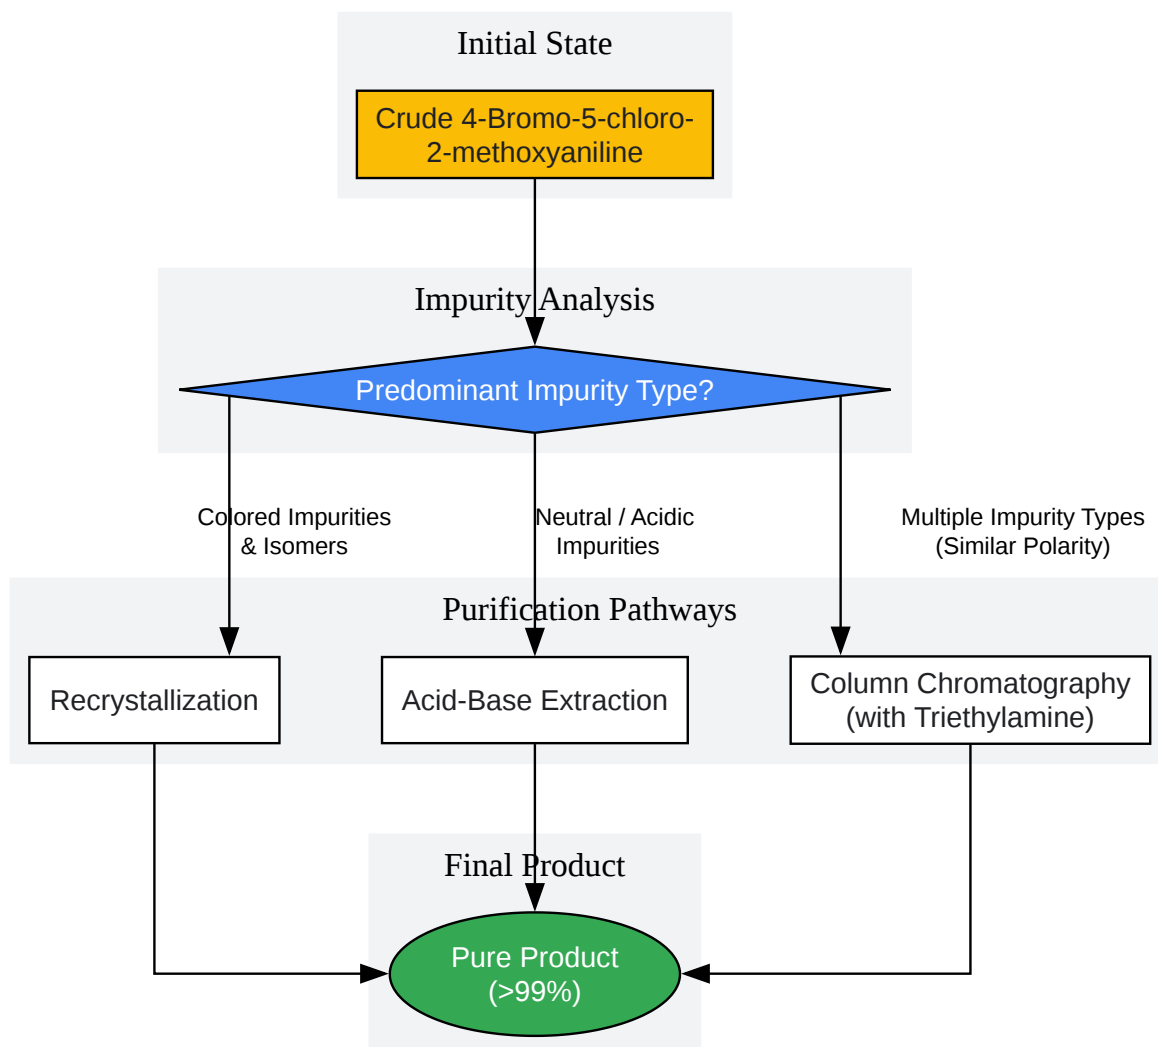 Initial State
Crude 4-Bromo-5-chloro-
2-methoxyaniline
Impurity Analysis
Predominant Impurity Type?
Colored Impurities
& Isomers
Neutral / Acidic
Impurities
Multiple Impurity Types
(Similar Polarity)
Purification Pathways
Recrystallization
Acid-Base Extraction
Column Chromatography
(with Triethylamine)
Final Product
Pure Product
(>99%)